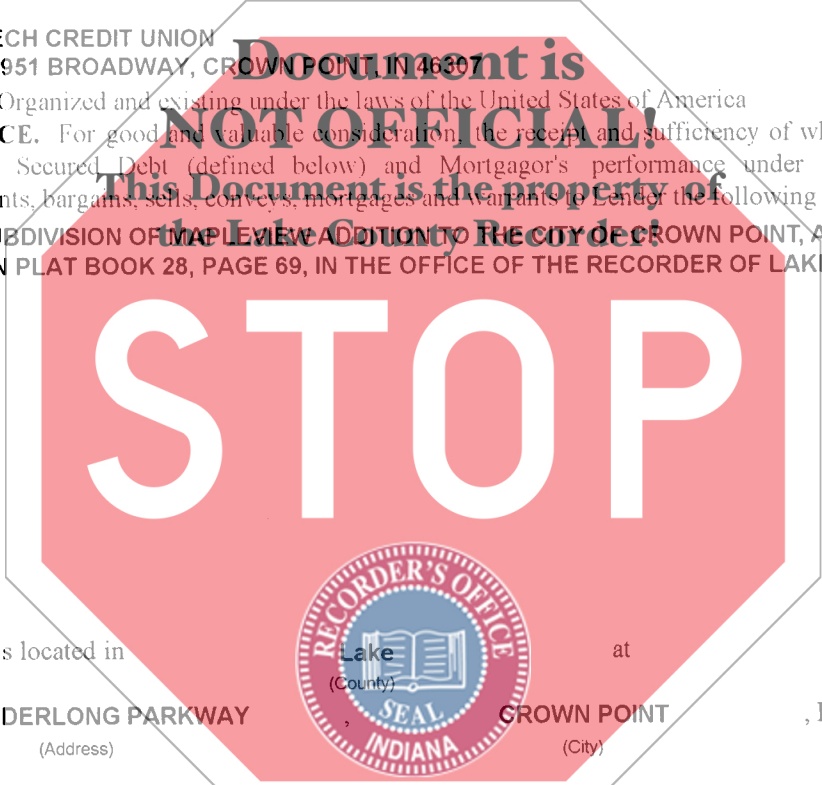 ECH CREDIT UNION
951 BROADWAY, CROWN POINT, IN 46307
Document is
Organized and existing under the laws of the United States of America
NOT OFFICIAL!
CE. For good and valuable consideration, the receipt and sufficiency of wh
Secured Debt (defined below) and Mortgagor's performance under
This Document is the property of
nts, bargains, sells, conveys, mortgages and warrants to Lender the following
the Lake County Recorder!
BDIVISION OF MAPLEVIEW ADDITION TO THE CITY OF CROWN POINT, A
N PLAT BOOK 28, PAGE 69, IN THE OFFICE OF THE RECORDER OF LAKE
STOP
RECORDER'S OFFICE
s located in Lake at
(County)
SEAL
INDIANA
DERLONG PARKWAY , CROWN POINT , I
(Address) (City)